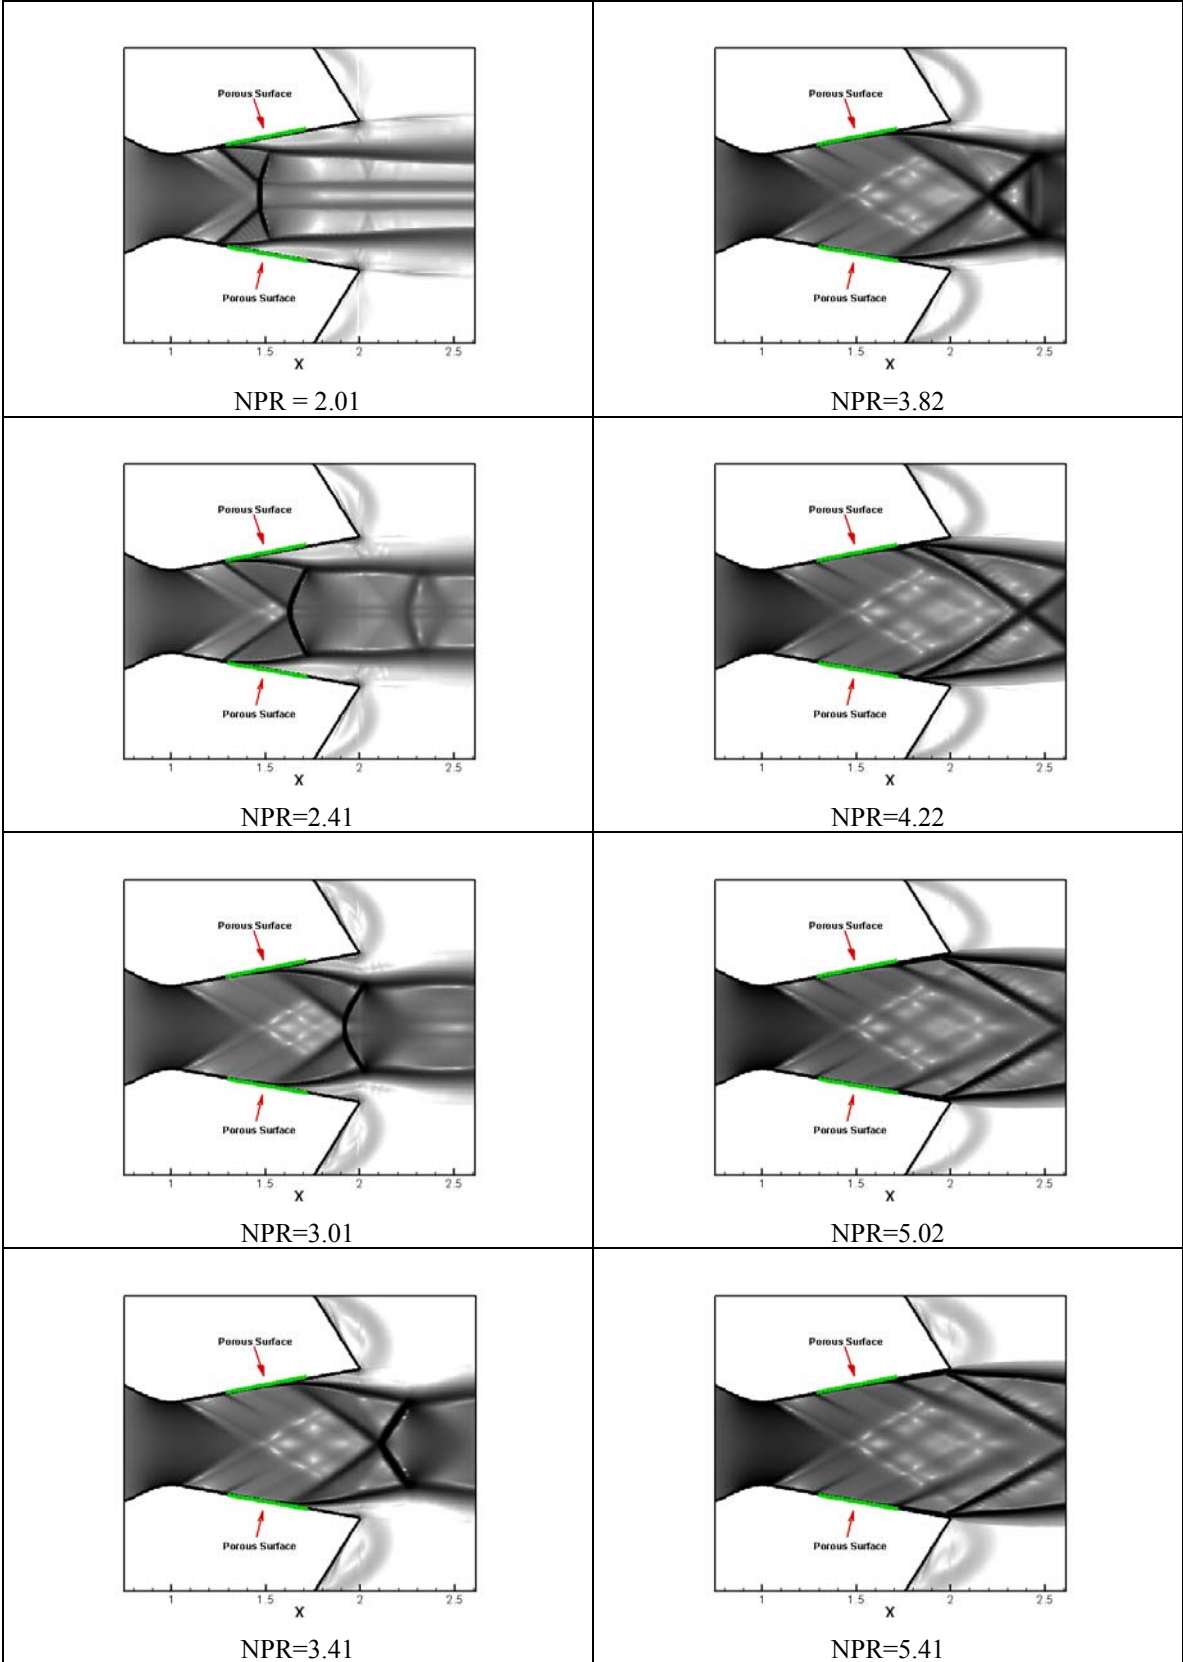 Porous Surface
Porous Surface
1 1.5 2 2.5
X
NPR = 2.01
Porous Surface
Porous Surface
1 1.5 2 2.5
X
NPR=3.82
Porous Surface
Porous Surface
1 1.5 2 2.5
X
NPR=2.41
Porous Surface
Porous Surface
1 1.5 2 2.5
X
NPR=4.22
Porous Surface
Porous Surface
1 1.5 2 2.5
X
NPR=3.01
Porous Surface
Porous Surface
1 1.5 2 2.5
X
NPR=5.02
Porous Surface
Porous Surface
1 1.5 2 2.5
X
NPR=3.41
Porous Surface
Porous Surface
1 1.5 2 2.5
X
NPR=5.41